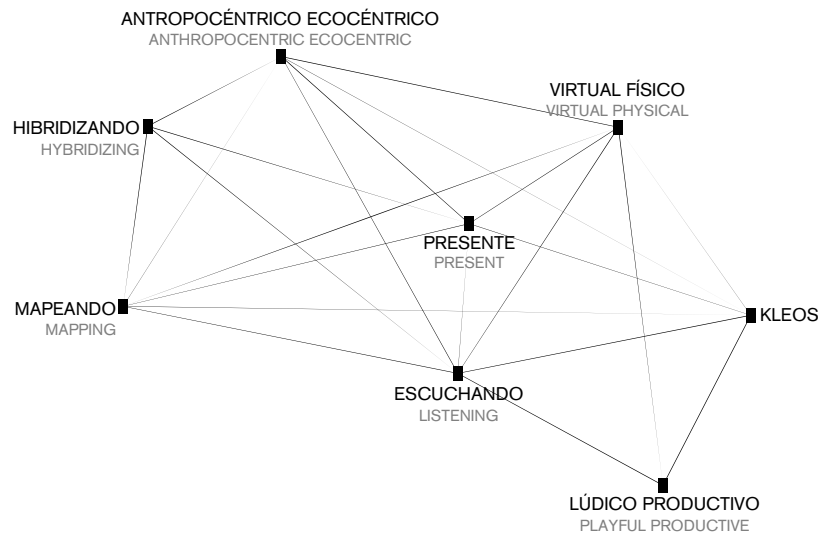 ANTROPOCÉNTRICO ECOCÉNTRICO
ANTHROPOCENTRIC ECOCENTRIC
VIRTUAL FÍSICO
VIRTUAL PHYSICAL
HIBRIDIZANDO
HYBRIDIZING
PRESENTE
PRESENT
MAPEANDO
MAPPING
KLEOS
ESCUCHANDO
LISTENING
LÚDICO PRODUCTIVO
PLAYFUL PRODUCTIVE